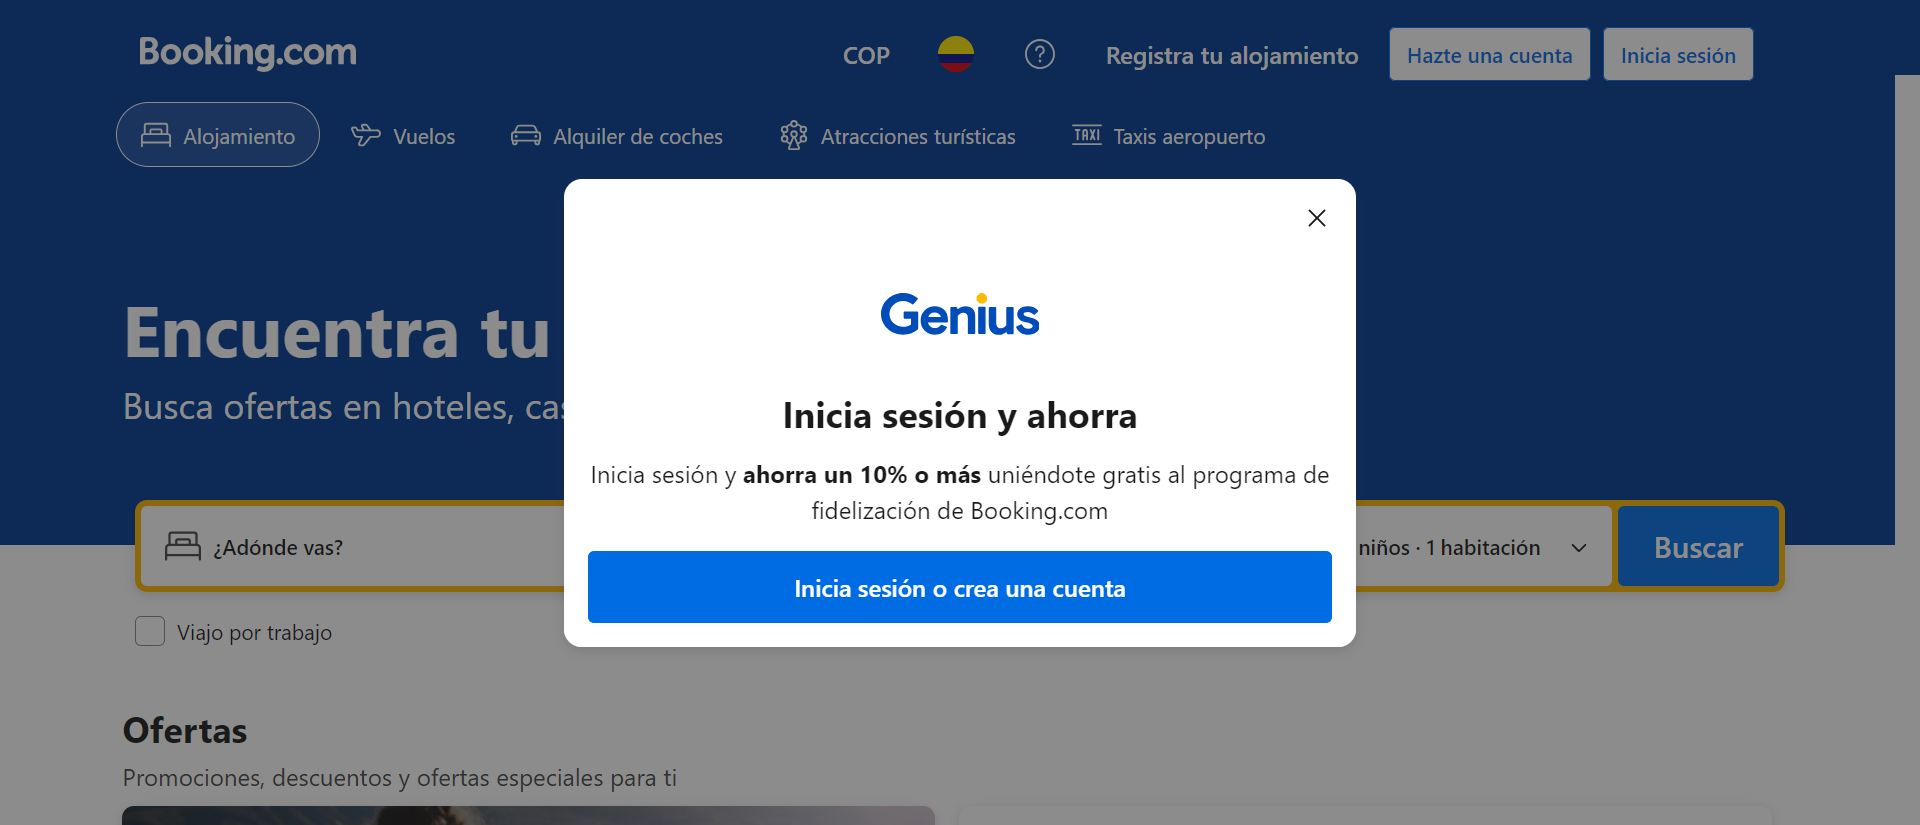 Booking.com
COP
Registra tu alojamiento
Hazte una cuenta
Inicia sesión
Alojamiento
Vuelos
Alquiler de coches
Atracciones turísticas
TAXI
Taxis aeropuerto
Genius
Inicia sesión y ahorra
Inicia sesión y ahorra un 10% o más uniéndote gratis al programa de
fidelización de Booking.com
Inicia sesión o crea una cuenta
Encuentra tu
Busca ofertas en hoteles,
¿Adónde vas?
niños · 1 habitación
Buscar
Viajo por trabajo
Ofertas
Promociones, descuentos y ofertas especiales para ti